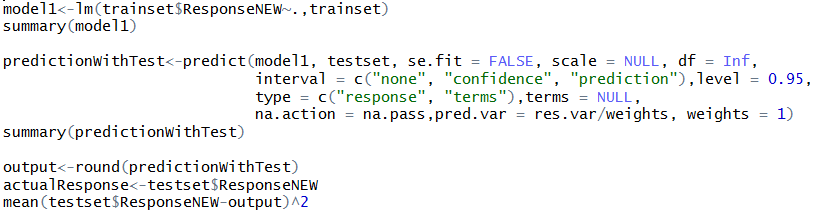 model1<-lm(trainset$ResponseNEW~.,trainset)
summary(model1)
predictionWithTest<-predict(model1, testset, se.fit = FALSE, scale = NULL, df = Inf,
interval = c("none", "confidence", "prediction"),level = 0.95,
type = c("response", "terms"),terms = NULL,
na.action = na.pass,pred.var = res.var/weights, weights = 1)
summary(predictionWithTest)
output<-round(predictionWithTest)
actualResponse<-testset$ResponseNEW
mean(testset$ResponseNEW-output)^2